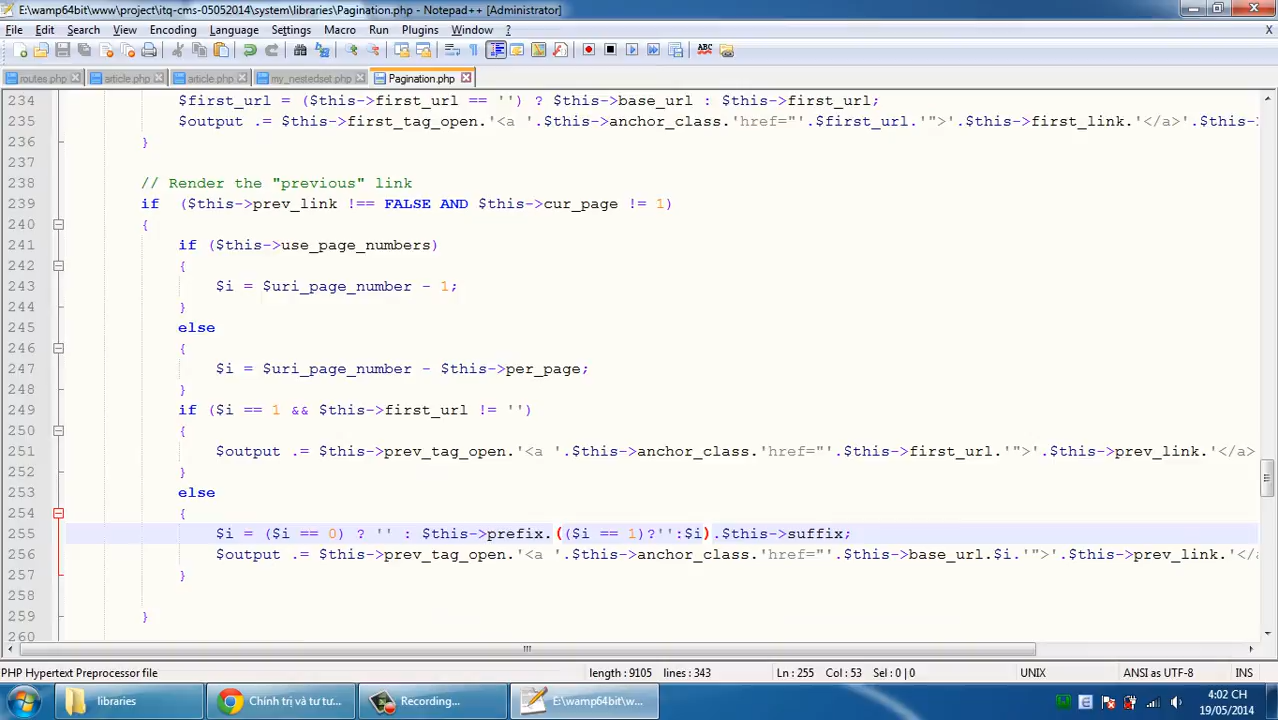 E:\wamp64bit\www\project\itq-cms-05052014\system\libraries\Pagination.php - Notepad++ [Administrator]
File Edit Search View Encoding Language Settings Macro Run Plugins Window ? X
routes.php article.php article.php my_nestedset.php Pagination.php
234 $first_url = ($this->first_url == '') ? $this->base_url : $this->first_url;
235 $output .= $this->first_tag_open.'<a '.$this->anchor_class.'href="'.$first_url.'">'.$this->first_link.'</a>'.$this-
236 }
237
238 // Render the "previous" link
239 if ($this->prev_link !== FALSE AND $this->cur_page != 1)
240 {
241 if ($this->use_page_numbers)
242 {
243 $i = $uri_page_number - 1;
244 }
245 else
246 {
247 $i = $uri_page_number - $this->per_page;
248 }
249 if ($i == 1 && $this->first_url != '')
250 {
251 $output .= $this->prev_tag_open.'<a '.$this->anchor_class.'href="'.$this->first_url.'">'.$this->prev_link.'</a>
252 }
253 else
254 {
255 $i = ($i == 0) ? '' : $this->prefix.(($i == 1)?'':$i).$this->suffix;
256 $output .= $this->prev_tag_open.'<a '.$this->anchor_class.'href="'.$this->base_url.$i.'">'.$this->prev_link.'</a
257 }
258
259 }
260
PHP Hypertext Preprocessor file length : 9105 lines : 343 Ln : 255 Col : 53 Sel : 0 | 0 UNIX ANSI as UTF-8 INS
libraries Chính trị và tư tư... Recording... E:\wamp64bit\w... 4:02 CH
19/05/2014